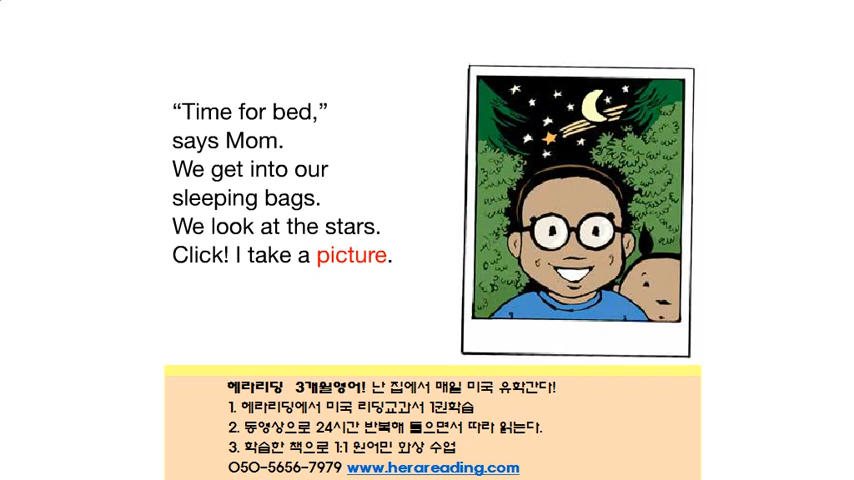 “Time for bed,”
says Mom.
We get into our
sleeping bags.
We look at the stars.
Click! I take a picture.
헤라리딩 3개월영어! 난 집에서 매일 미국 유학간다!
1. 헤라리딩에서 미국 리딩교과서 1권학습
2. 동영상으로 24시간 반복해 들으면서 따라 읽는다.
3. 학습한 책으로 1:1 원어민 화상 수업
050-5656-7979 www.herareading.com